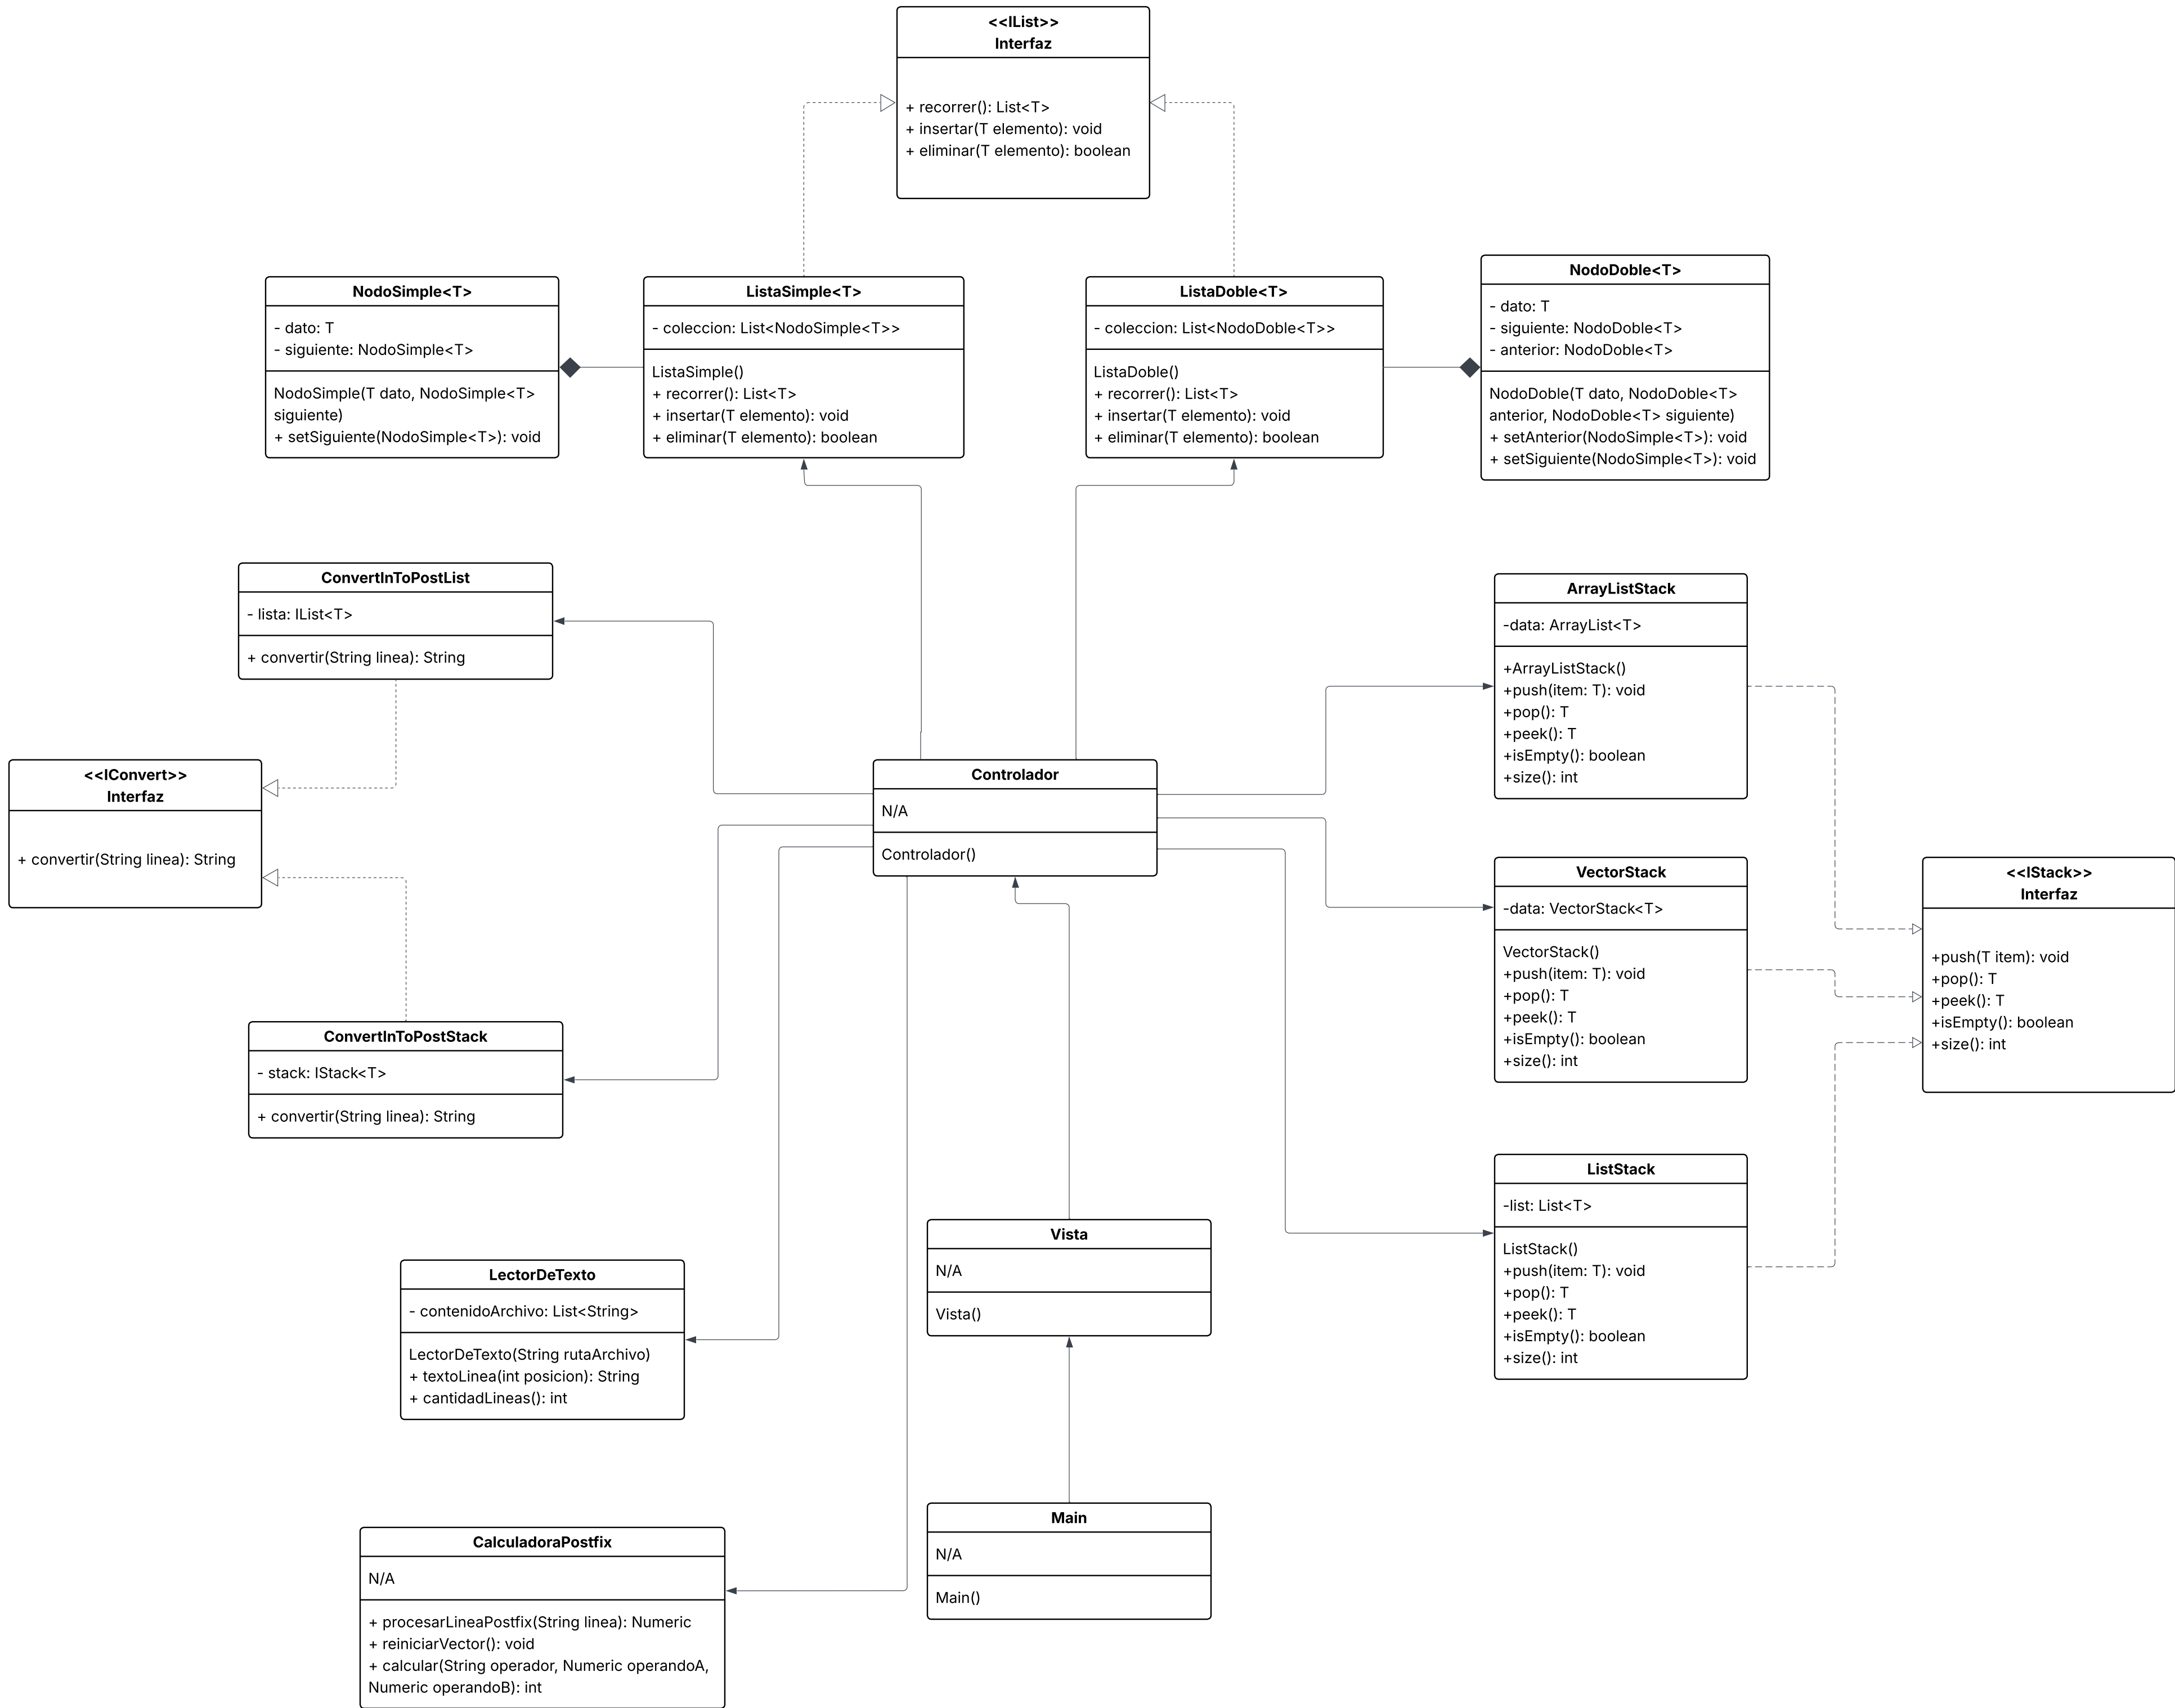 <<IList>>
Interfaz
+ recorrer(): List<T>
+ insertar(T elemento): void
+ eliminar(T elemento): boolean
NodoSimple<T>
- dato: T
- siguiente: NodoSimple<T>
NodoSimple(T dato, NodoSimple<T>
siguiente)
+ setSiguiente(NodoSimple<T>): void
ListaSimple<T>
- coleccion: List<NodoSimple<T>>
ListaSimple()
+ recorrer(): List<T>
+ insertar(T elemento): void
+ eliminar(T elemento): boolean
ListaDoble<T>
- coleccion: List<NodoDoble<T>>
ListaDoble()
+ recorrer(): List<T>
+ insertar(T elemento): void
+ eliminar(T elemento): boolean
NodoDoble<T>
- dato: T
- siguiente: NodoDoble<T>
- anterior: NodoDoble<T>
NodoDoble(T dato, NodoDoble<T>
anterior, NodoDoble<T> siguiente)
+ setAnterior(NodoSimple<T>): void
+ setSiguiente(NodoSimple<T>): void
ConvertInToPostList
- lista: IList<T>
+ convertir(String linea): String
ArrayListStack
-data: ArrayList<T>
+ArrayListStack()
+push(item: T): void
+pop(): T
+peek(): T
+isEmpty(): boolean
+size(): int
<<IConvert>>
Interfaz
+ convertir(String linea): String
Controlador
N/A
Controlador()
VectorStack
-data: VectorStack<T>
VectorStack()
+push(item: T): void
+pop(): T
+peek(): T
+isEmpty(): boolean
+size(): int
<<IStack>>
Interfaz
+push(T item): void
+pop(): T
+peek(): T
+isEmpty(): boolean
+size(): int
ConvertInToPostStack
- stack: IStack<T>
+ convertir(String linea): String
ListStack
-list: List<T>
ListStack()
+push(item: T): void
+pop(): T
+peek(): T
+isEmpty(): boolean
+size(): int
Vista
N/A
Vista()
LectorDeTexto
- contenidoArchivo: List<String>
LectorDeTexto(String rutaArchivo)
+ textoLinea(int posicion): String
+ cantidadLineas(): int
Main
N/A
Main()
CalculadoraPostfix
N/A
+ procesarLineaPostfix(String linea): Numeric
+ reiniciarVector(): void
+ calcular(String operador, Numeric operandoA,
Numeric operandoB): int